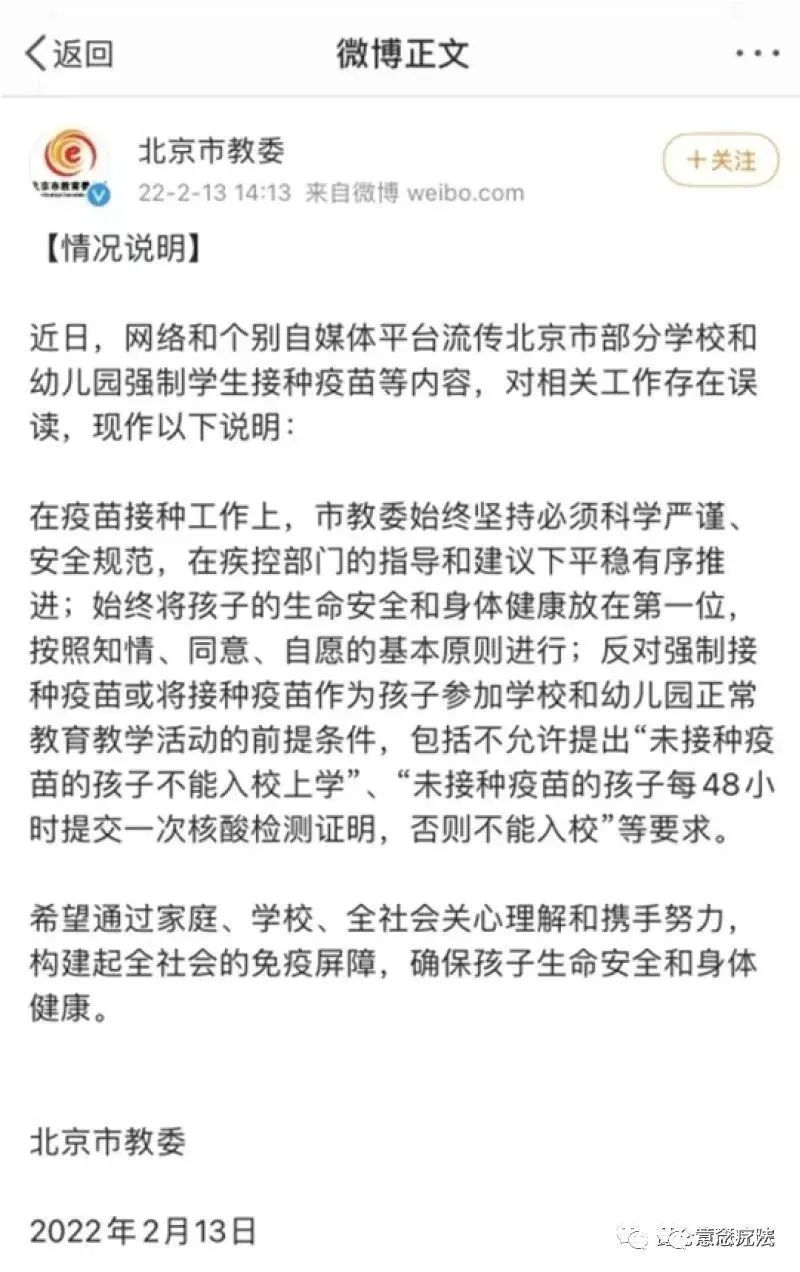 返回
微博正文
北京市教委
+关注
22-2-13 14:13 来自微博 weibo.com
【情况说明】
近日，网络和个别自媒体平台流传北京市部分学校和
幼儿园强制学生接种疫苗等内容，对相关工作存在误
读，现作以下说明：
在疫苗接种工作上，市教委始终坚持必须科学严谨、
安全规范，在疾控部门的指导和建议下平稳有序推
进；始终将孩子的生命安全和身体健康放在第一位，
按照知情、同意、自愿的基本原则进行；反对强制接
种疫苗或将接种疫苗作为孩子参加学校和幼儿园正常
教育教学活动的前提条件，包括不允许提出“未接种疫
苗的孩子不能入校上学”、“未接种疫苗的孩子每48小
时提交一次核酸检测证明，否则不能入校”等要求。
希望通过家庭、学校、全社会关心理解和携手努力，
构建起全社会的免疫屏障，确保孩子生命安全和身体
健康。
北京市教委
2022年2月13日